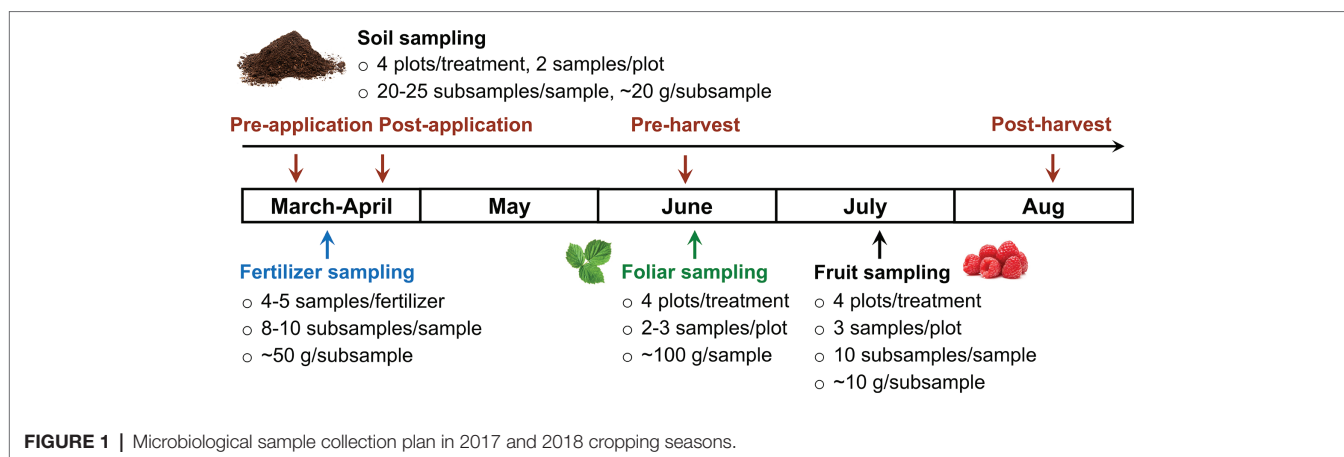 Soil sampling
○ 4 plots/treatment, 2 samples/plot
○ 20-25 subsamples/sample, ~20 g/subsample
Pre-application Post-application Pre-harvest Post-harvest
March-April May June July Aug
Fertilizer sampling
○ 4-5 samples/fertilizer
○ 8-10 subsamples/sample
○ ~50 g/subsample
Foliar sampling
○ 4 plots/treatment
○ 2-3 samples/plot
○ ~100 g/sample
Fruit sampling
○ 4 plots/treatment
○ 3 samples/plot
○ 10 subsamples/sample
○ ~10 g/subsample
FIGURE 1 | Microbiological sample collection plan in 2017 and 2018 cropping seasons.